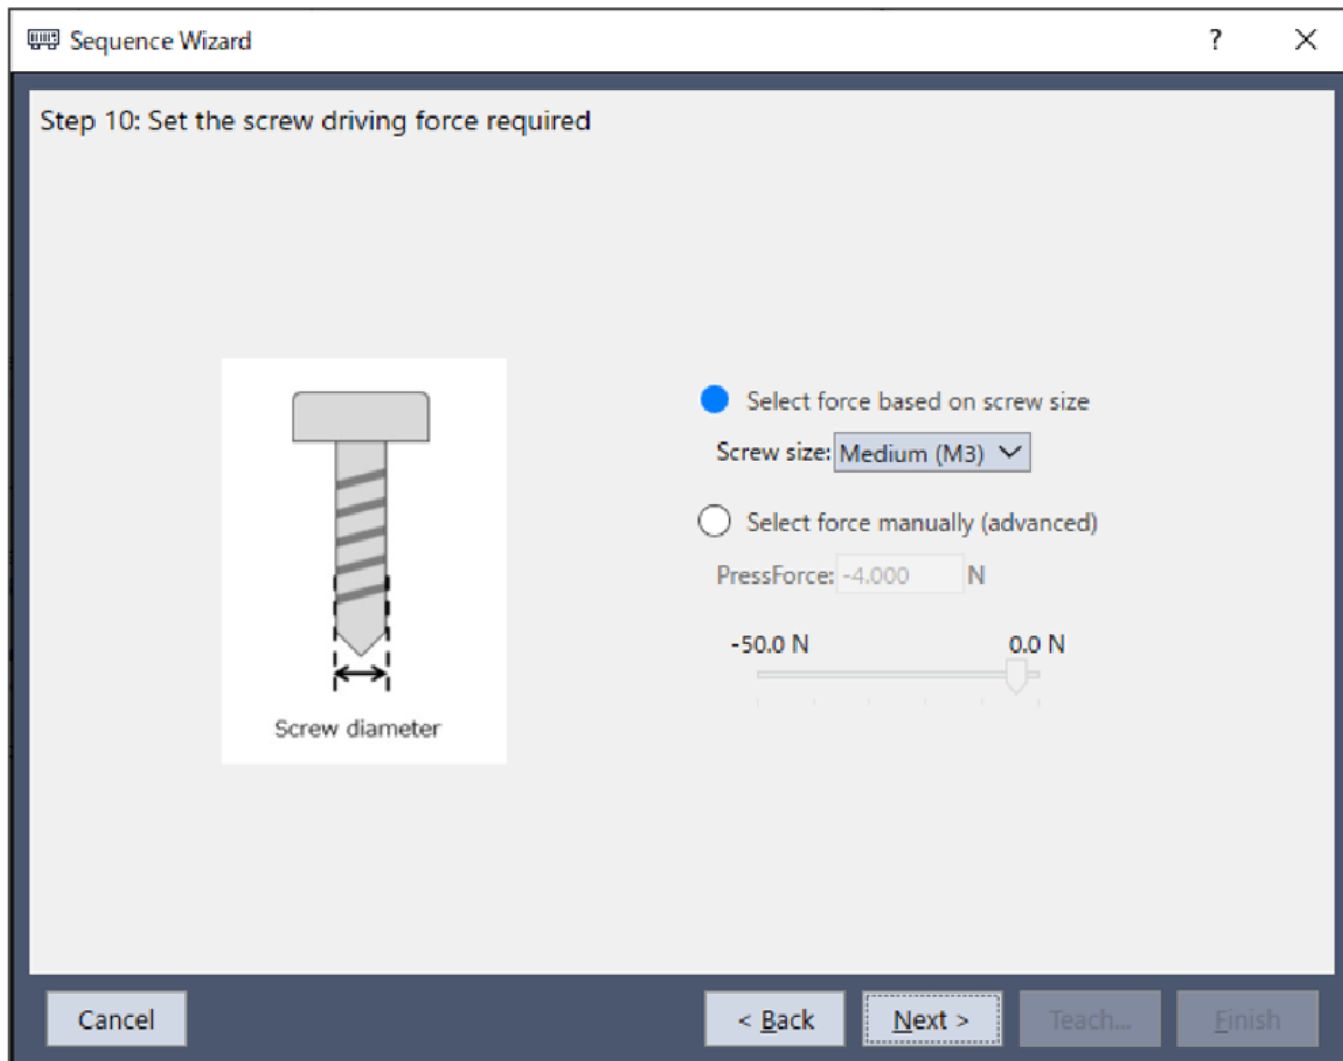 Sequence Wizard ?
Step 10: Set the screw driving force required
Select force based on screw size
Screw size: Medium (M3)
Select force manually (advanced)
PressForce: -4.000 N
-50.0 N 0.0 N
Screw diameter
Cancel < Back Next > Teach... Finish